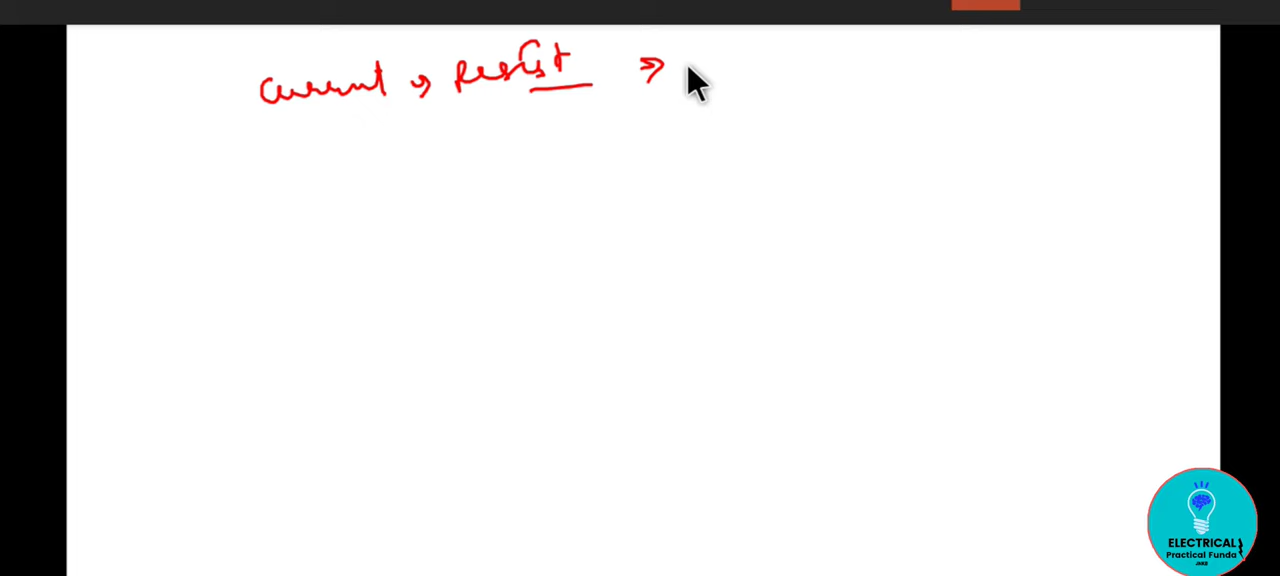 Current → Resist ⇒
ELECTRICAL
Practical Funda